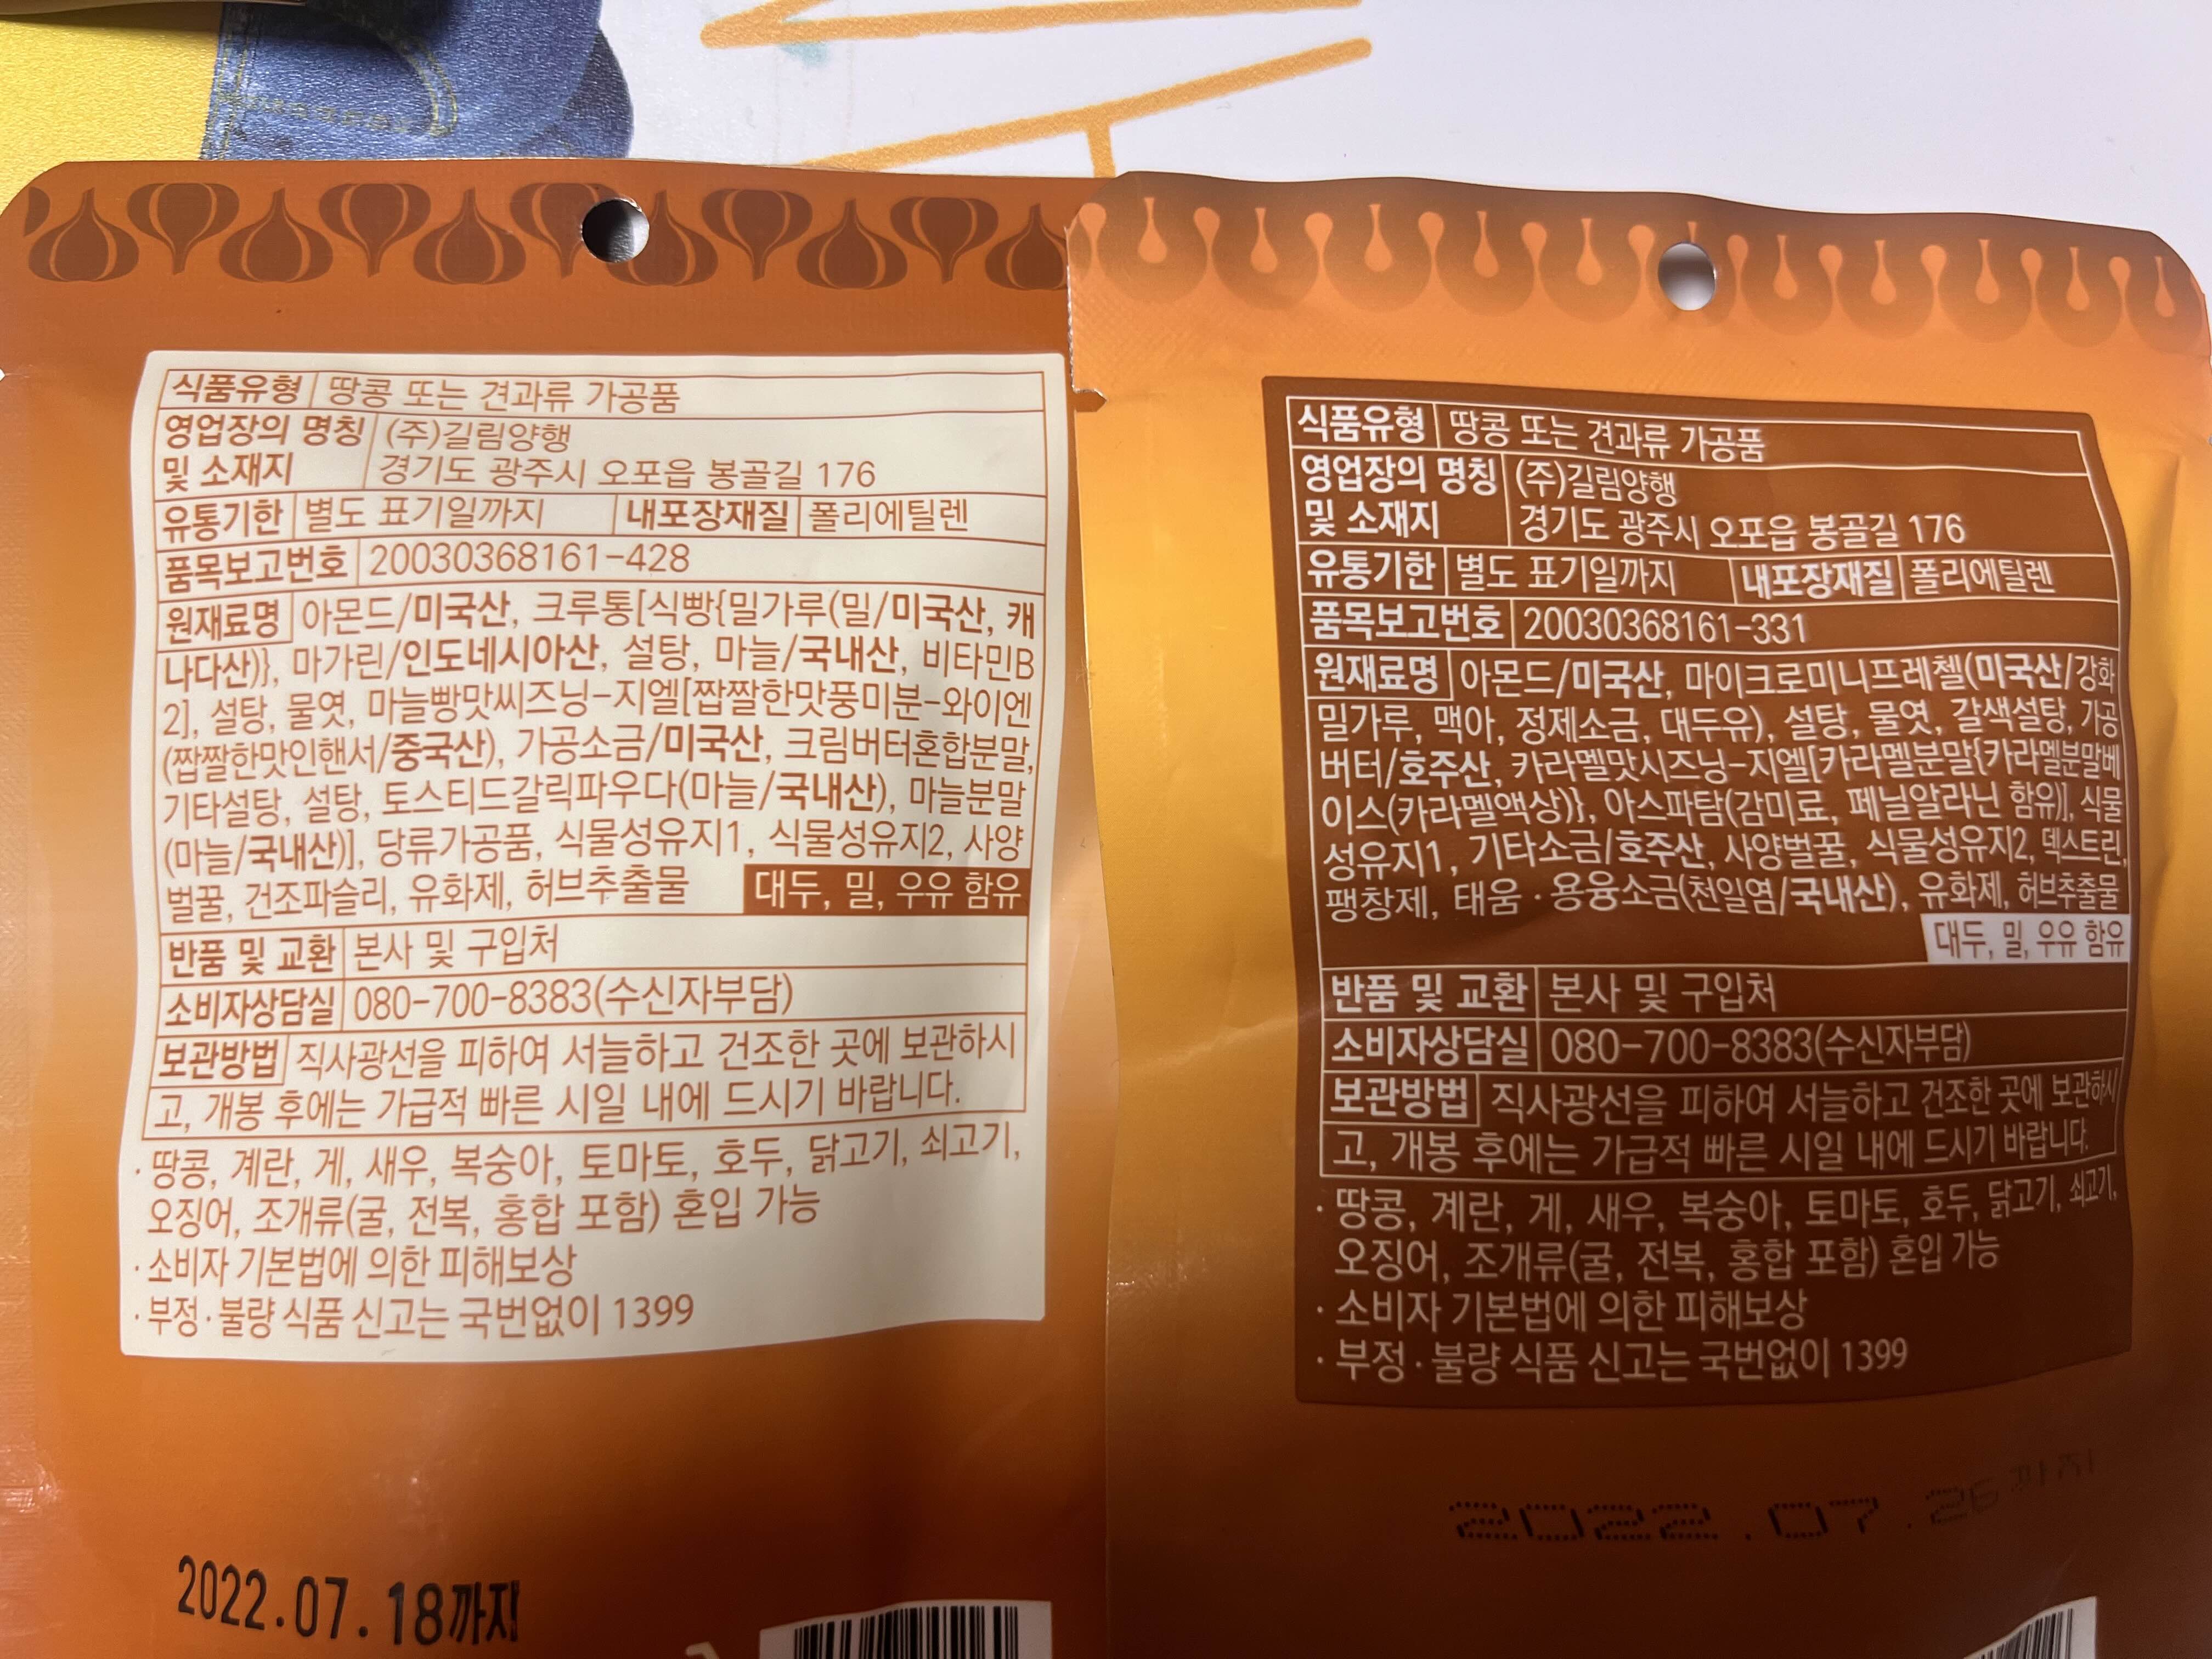 식품유형 땅콩 또는 견과류 가공품
영업장의 명칭 (주)길림양행
및 소재지 경기도 광주시 오포읍 봉골길 176
유통기한 별도 표기일까지 내포장재질 폴리에틸렌
품목보고번호 20030368161-428
원재료명 아몬드/미국산, 크루통[식빵{밀가루(밀/미국산, 캐
나다산)}, 마가린/인도네시아산, 설탕, 마늘/국내산, 비타민B
2], 설탕, 물엿, 마늘빵맛씨즈닝-지엘[짭짤한맛풍미분-와이엔
(짭짤한맛인핸서/중국산), 가공소금/미국산, 크림버터혼합분말,
기타설탕, 설탕, 토스티드갈릭파우다(마늘/국내산), 마늘분말
(마늘/국내산)], 당류가공품, 식물성유지1, 식물성유지2, 사양
벌꿀, 건조파슬리, 유화제, 허브추출물 대두, 밀, 우유 함유
반품 및 교환 본사 및 구입처
소비자상담실 080-700-8383(수신자부담)
보관방법 직사광선을 피하여 서늘하고 건조한 곳에 보관하시
고, 개봉 후에는 가급적 빠른 시일 내에 드시기 바랍니다.
· 땅콩, 계란, 게, 새우, 복숭아, 토마토, 호두, 닭고기, 쇠고기,
오징어, 조개류(굴, 전복, 홍합 포함) 혼입 가능
· 소비자 기본법에 의한 피해보상
· 부정·불량 식품 신고는 국번없이 1399
2022.07.18까지
식품유형 땅콩 또는 견과류 가공품
영업장의 명칭 (주)길림양행
및 소재지 경기도 광주시 오포읍 봉골길 176
유통기한 별도 표기일까지 내포장재질 폴리에틸렌
품목보고번호 20030368161-331
원재료명 아몬드/미국산, 마이크로미니프레첼(미국산/강화
밀가루, 맥아, 정제소금, 대두유), 설탕, 물엿, 갈색설탕, 가공
버터/호주산, 카라멜맛시즈닝-지엘[카라멜분말{카라멜분말베
이스(카라멜액상)}, 아스파탐(감미료, 페닐알라닌 함유)], 식물
성유지1, 기타소금/호주산, 사양벌꿀, 식물성유지2, 덱스트린,
팽창제, 태움·용융소금(천일염/국내산), 유화제, 허브추출물
대두, 밀, 우유 함유
반품 및 교환 본사 및 구입처
소비자상담실 080-700-8383(수신자부담)
보관방법 직사광선을 피하여 서늘하고 건조한 곳에 보관하시
고, 개봉 후에는 가급적 빠른 시일 내에 드시기 바랍니다.
· 땅콩, 계란, 게, 새우, 복숭아, 토마토, 호두, 닭고기, 쇠고기,
오징어, 조개류(굴, 전복, 홍합 포함) 혼입 가능
· 소비자 기본법에 의한 피해보상
· 부정·불량 식품 신고는 국번없이 1399
2022.07.26까지